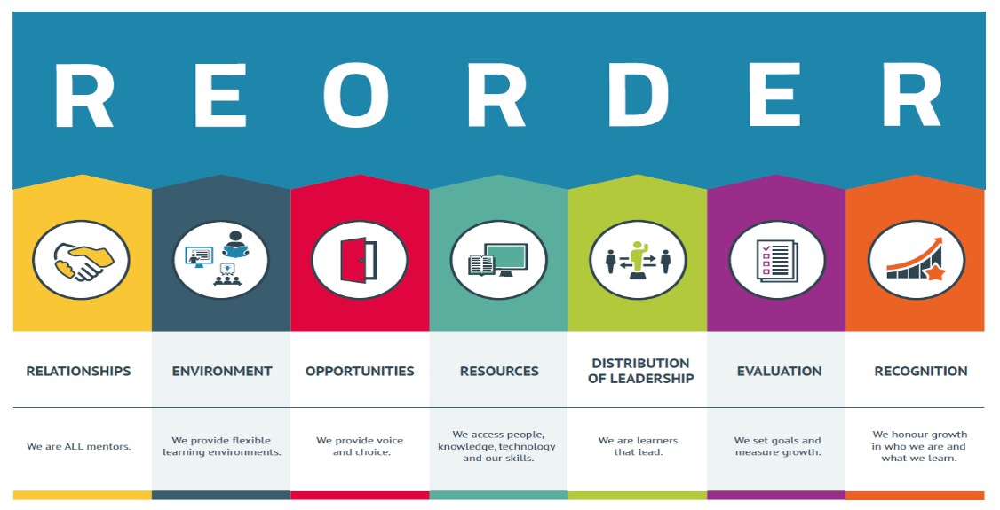 REORDER
RELATIONSHIPS
ENVIRONMENT
OPPORTUNITIES
RESOURCES
DISTRIBUTION
OF LEADERSHIP
EVALUATION
RECOGNITION
We are ALL mentors.
We provide flexible
learning environments.
We provide voice
and choice.
We access people,
knowledge, technology
and our skills.
We are learners
that lead.
We set goals and
measure growth.
We honour growth
in who we are and
what we learn.